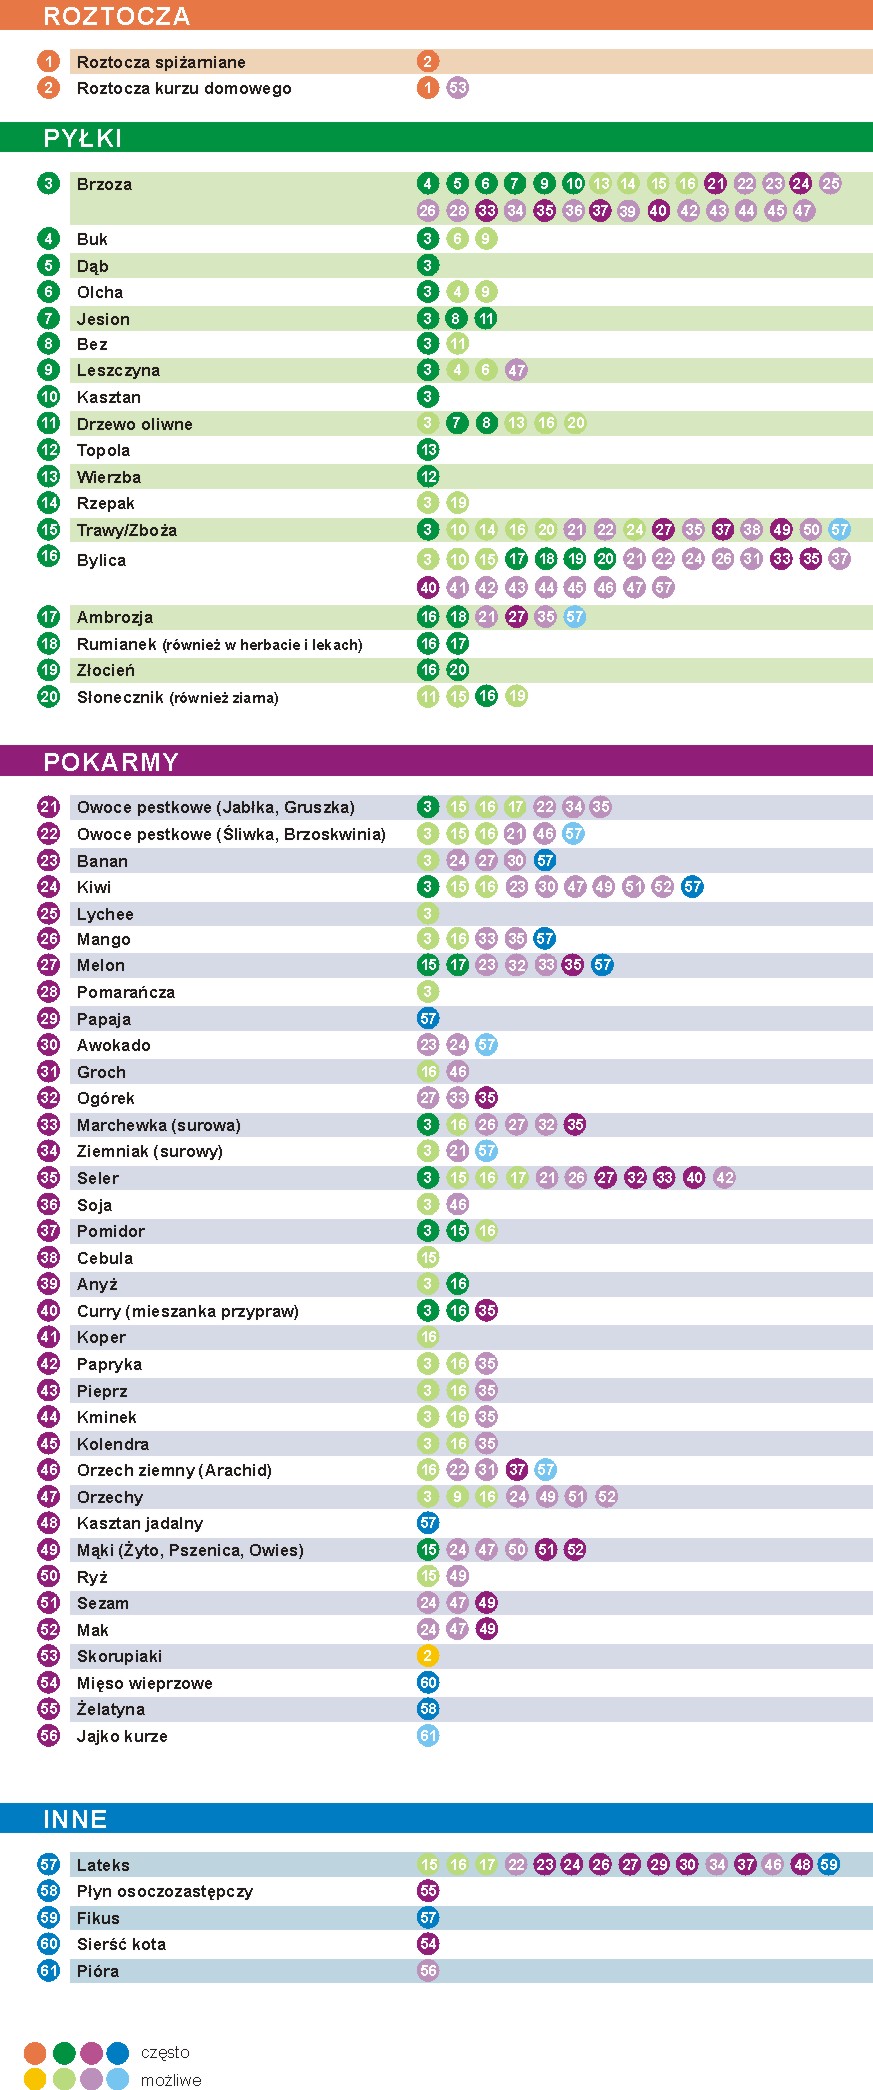 ROZTOCZA
1 Roztocza spiżarniane 2
2 Roztocza kurzu domowego 1 53
PYŁKI
3 Brzoza 4 5 6 7 9 10 13 14 15 16 21 22 23 24 25
26 28 33 34 35 36 37 39 40 42 43 44 45 47
4 Buk 3 6 9
5 Dąb 3
6 Olcha 3 4 9
7 Jesion 3 8 11
8 Bez 3 11
9 Leszczyna 3 4 6 47
10 Kasztan 3
11 Drzewo oliwne 3 7 8 13 16 20
12 Topola 13
13 Wierzba 12
14 Rzepak 3 19
15 Trawy/Zboża 3 10 14 16 20 21 22 24 27 35 37 38 49 50 57
16 Bylica 3 10 15 17 18 19 20 21 22 24 26 31 33 35 37
40 41 42 43 44 45 46 47 57
17 Ambrozja 16 18 21 27 35 57
18 Rumianek (również w herbacie i lekach) 16 17
19 Złocień 16 20
20 Słonecznik (również ziarna) 11 15 16 19
POKARMY
21 Owoce pestkowe (Jabłka, Gruszka) 3 15 16 17 22 34 35
22 Owoce pestkowe (Śliwka, Brzoskwinia) 3 15 16 21 46 57
23 Banan 3 24 27 30 57
24 Kiwi 3 15 16 23 30 47 49 51 52 57
25 Lychee 3
26 Mango 3 16 33 35 57
27 Melon 15 17 23 32 33 35 57
28 Pomarańcza 3
29 Papaja 57
30 Awokado 23 24 57
31 Groch 16 46
32 Ogórek 27 33 35
33 Marchewka (surowa) 3 16 26 27 32 35
34 Ziemniak (surowy) 3 21 57
35 Seler 3 15 16 17 21 26 27 32 33 40 42
36 Soja 3 46
37 Pomidor 3 15 16
38 Cebula 15
39 Anyż 3 16
40 Curry (mieszanka przypraw) 3 16 35
41 Koper 16
42 Papryka 3 16 35
43 Pieprz 3 16 35
44 Kminek 3 16 35
45 Kolendra 3 16 35
46 Orzech ziemny (Arachid) 16 22 31 37 57
47 Orzechy 3 9 16 24 49 51 52
48 Kasztan jadalny 57
49 Mąki (Żyto, Pszenica, Owies) 15 24 47 50 51 52
50 Ryż 15 49
51 Sezam 24 47 49
52 Mak 24 47 49
53 Skorupiaki 2
54 Mięso wieprzowe 60
55 Żelatyna 58
56 Jajko kurze 61
INNE
57 Lateks 15 16 17 22 23 24 26 27 29 30 34 37 46 48 59
58 Płyn osoczozastępczy 55
59 Fikus 57
60 Sierść kota 54
61 Pióra 56
często
możliwe